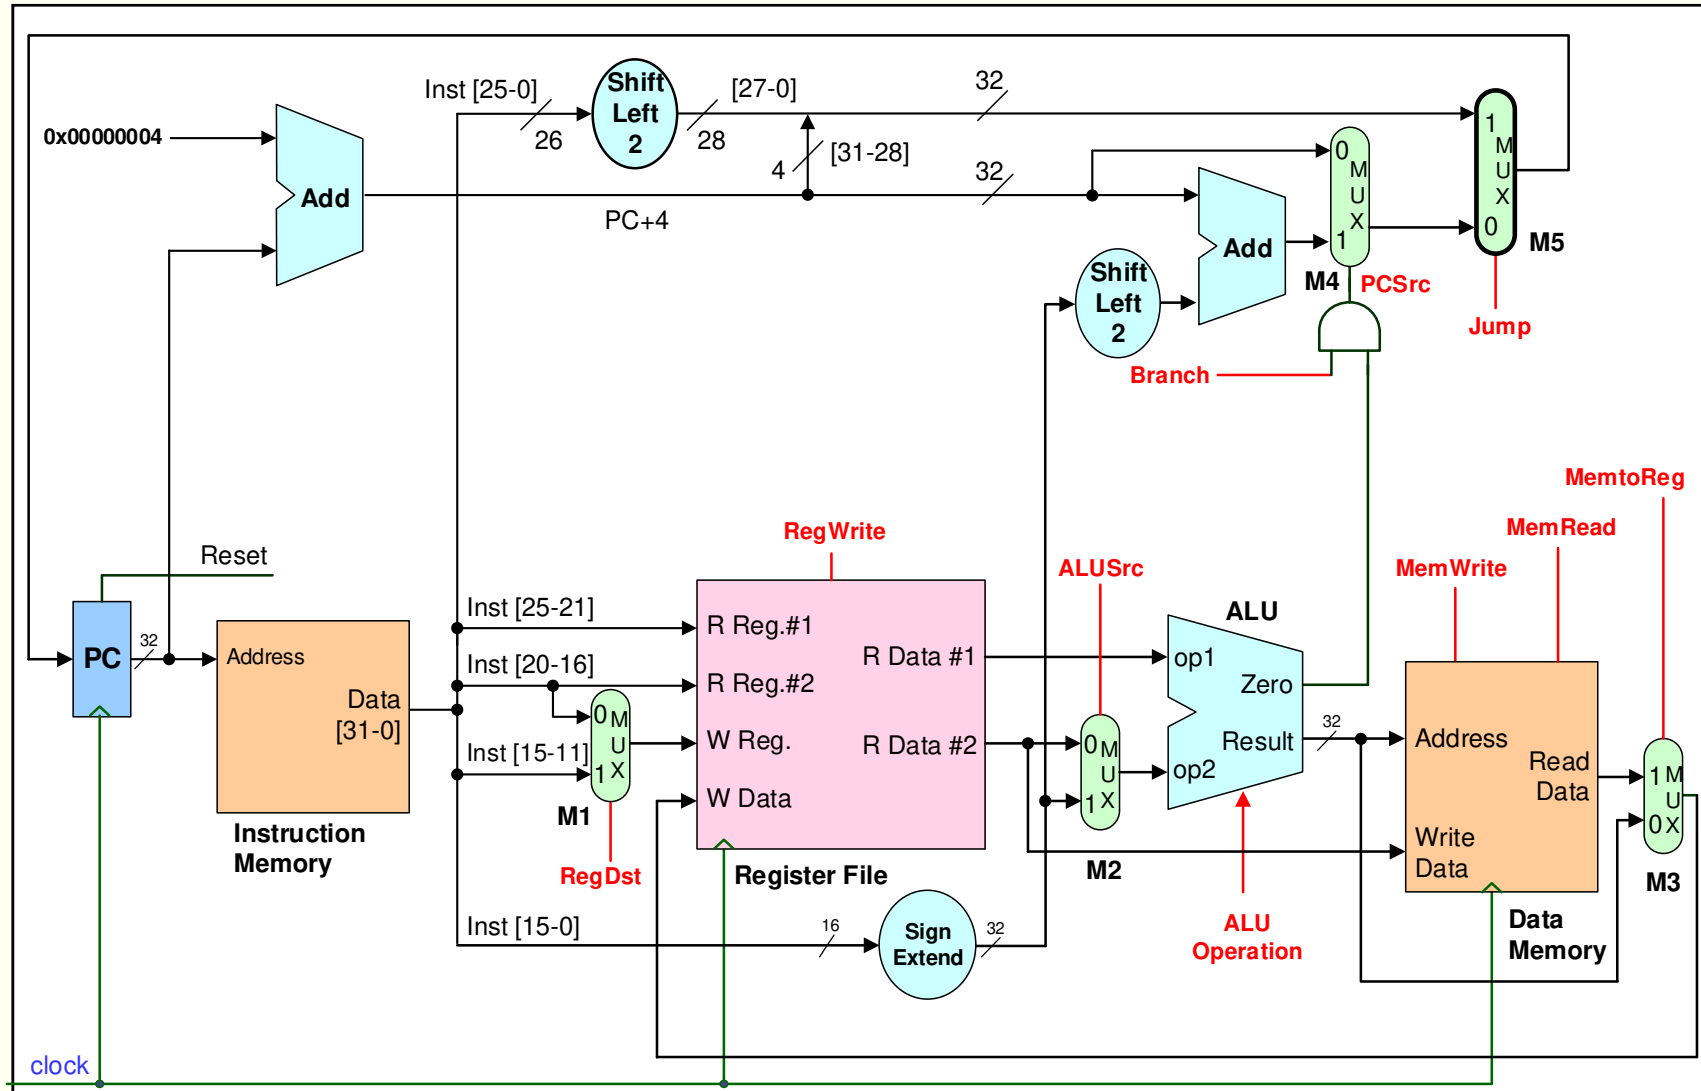 Inst [25-0]
Shift
Left
2
[27-0]
32
0x00000004
26
28
4
[31-28]
Add
PC+4
32
0
M
U
X
1
1
M
U
X
0
M5
Add
Shift
Left
2
M4
PCSrc
Jump
Branch
MemtoReg
RegWrite
MemRead
Reset
ALUSrc
MemWrite
Inst [25-21]
R Reg.#1
ALU
PC
32
Address
Inst [20-16]
R Data #1
op1
R Reg.#2
Zero
Data
[31-0]
0
M
U
X
1
Inst [15-11]
W Reg.
R Data #2
0
M
U
X
1
Result
32
Address
Read
Data
1
M
U
X
0
op2
W Data
M1
Instruction
Memory
Write
Data
RegDst
Register File
M2
M3
Inst [15-0]
16
Sign
Extend
32
ALU
Operation
Data
Memory
clock